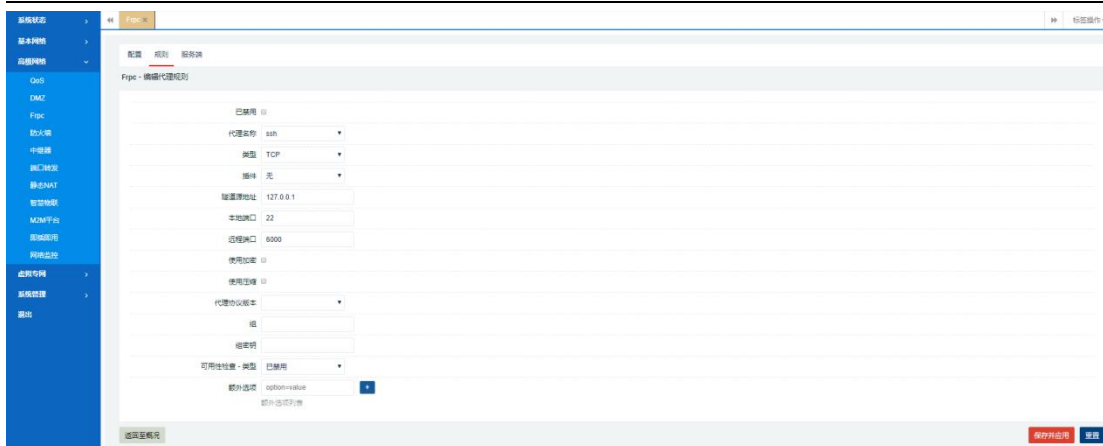 系统状态
基本网络
高级网络
QoS
DMZ
Frpc
防火墙
中继器
端口转发
静态NAT
智慧物联
M2M平台
即插即用
网络监控
虚拟专网
系统管理
退出
Frpc
标签操作
配置 规则 服务端
Frpc - 编辑代理规则
已禁用
代理名称 ssh
类型 TCP
插件 无
隧道源地址 127.0.0.1
本地端口 22
远程端口 6000
使用加密
使用压缩
代理协议版本
组
组密钥
可用性检查 - 类型 已禁用
额外选项 option=value +
额外选项列表
返回至概况 保存并应用 重置